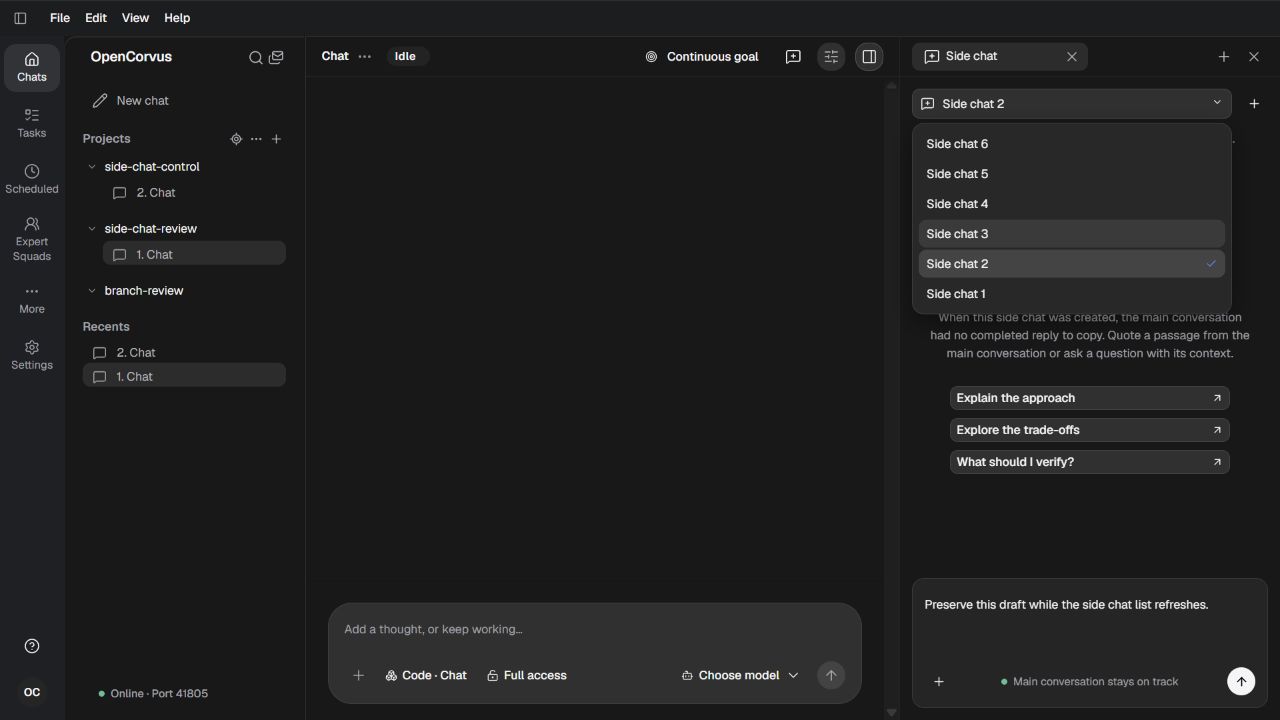 File Edit View Help
Chats
Tasks
Scheduled
Expert
Squads
More
Settings
OC
OpenCorvus
New chat
Projects
side-chat-control
2. Chat
side-chat-review
1. Chat
branch-review
Recents
2. Chat
1. Chat
Online · Port 41805
Chat Idle Continuous goal
Add a thought, or keep working...
Code · Chat Full access Choose model
Side chat
Side chat 2
Side chat 6
Side chat 5
Side chat 4
Side chat 3
Side chat 2
Side chat 1
When this side chat was created, the main conversation
had no completed reply to copy. Quote a passage from the
main conversation or ask a question with its context.
Explain the approach
Explore the trade-offs
What should I verify?
Preserve this draft while the side chat list refreshes.
Main conversation stays on track